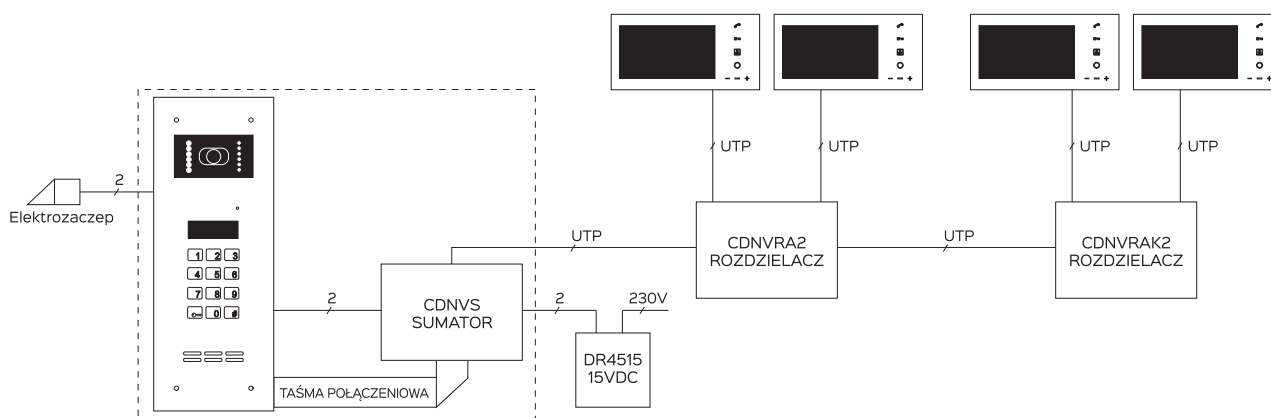 UTP
UTP
UTP
UTP
2
Elektrozaczep
1 2 3
4 5 6
7 8 9
0 #
2
CDNVS
SUMATOR
TAŚMA POŁĄCZENIOWA
UTP
2
230V
DR4515
15VDC
CDNVRA2
ROZDZIELACZ
UTP
CDNVRAK2
ROZDZIELACZ